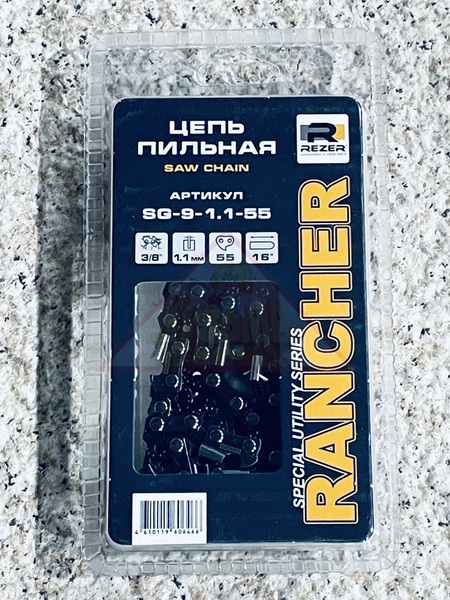 ЦЕПЬ
ПИЛЬНАЯ
SAW CHAIN
REZER
АРТИКУЛ
SG-9-1.1-55
3/8"
1.1 мм
55
16"
SPECIAL UTILITY SERIES
RANCHER
4610119606466